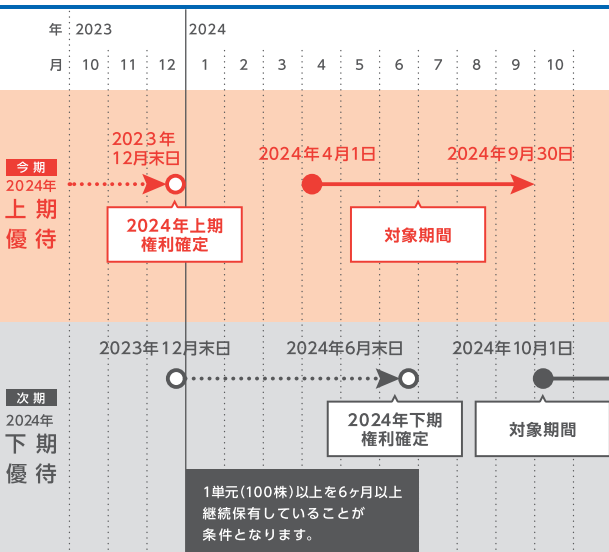 年 2023 2024
月 10 11 12 1 2 3 4 5 6 7 8 9 10
今期
2024年
上期
優待
2023年
12月末日
2024年4月1日
2024年9月30日
2024年上期
権利確定
対象期間
次期
2024年
下期
優待
2023年12月末日
2024年6月末日
2024年10月1日
2024年下期
権利確定
対象期間
1単元(100株)以上を6ヶ月以上
継続保有していることが
条件となります。